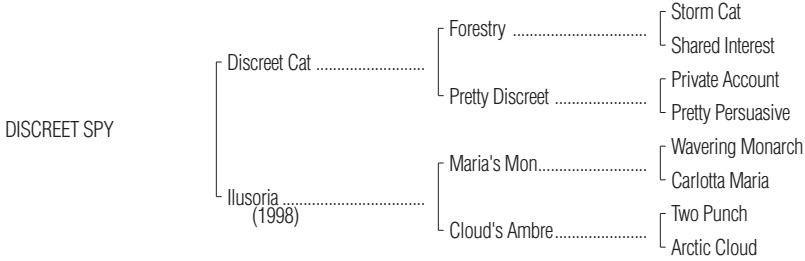 Storm Cat
Forestry ................................
Shared Interest
Discreet Cat ..........................
Private Account
Pretty Discreet ......................
Pretty Persuasive
DISCREET SPY
Wavering Monarch
Maria's Mon..........................
Carlotta Maria
Ilusoria ..................................
(1998)
Two Punch
Cloud's Ambre......................
Arctic Cloud